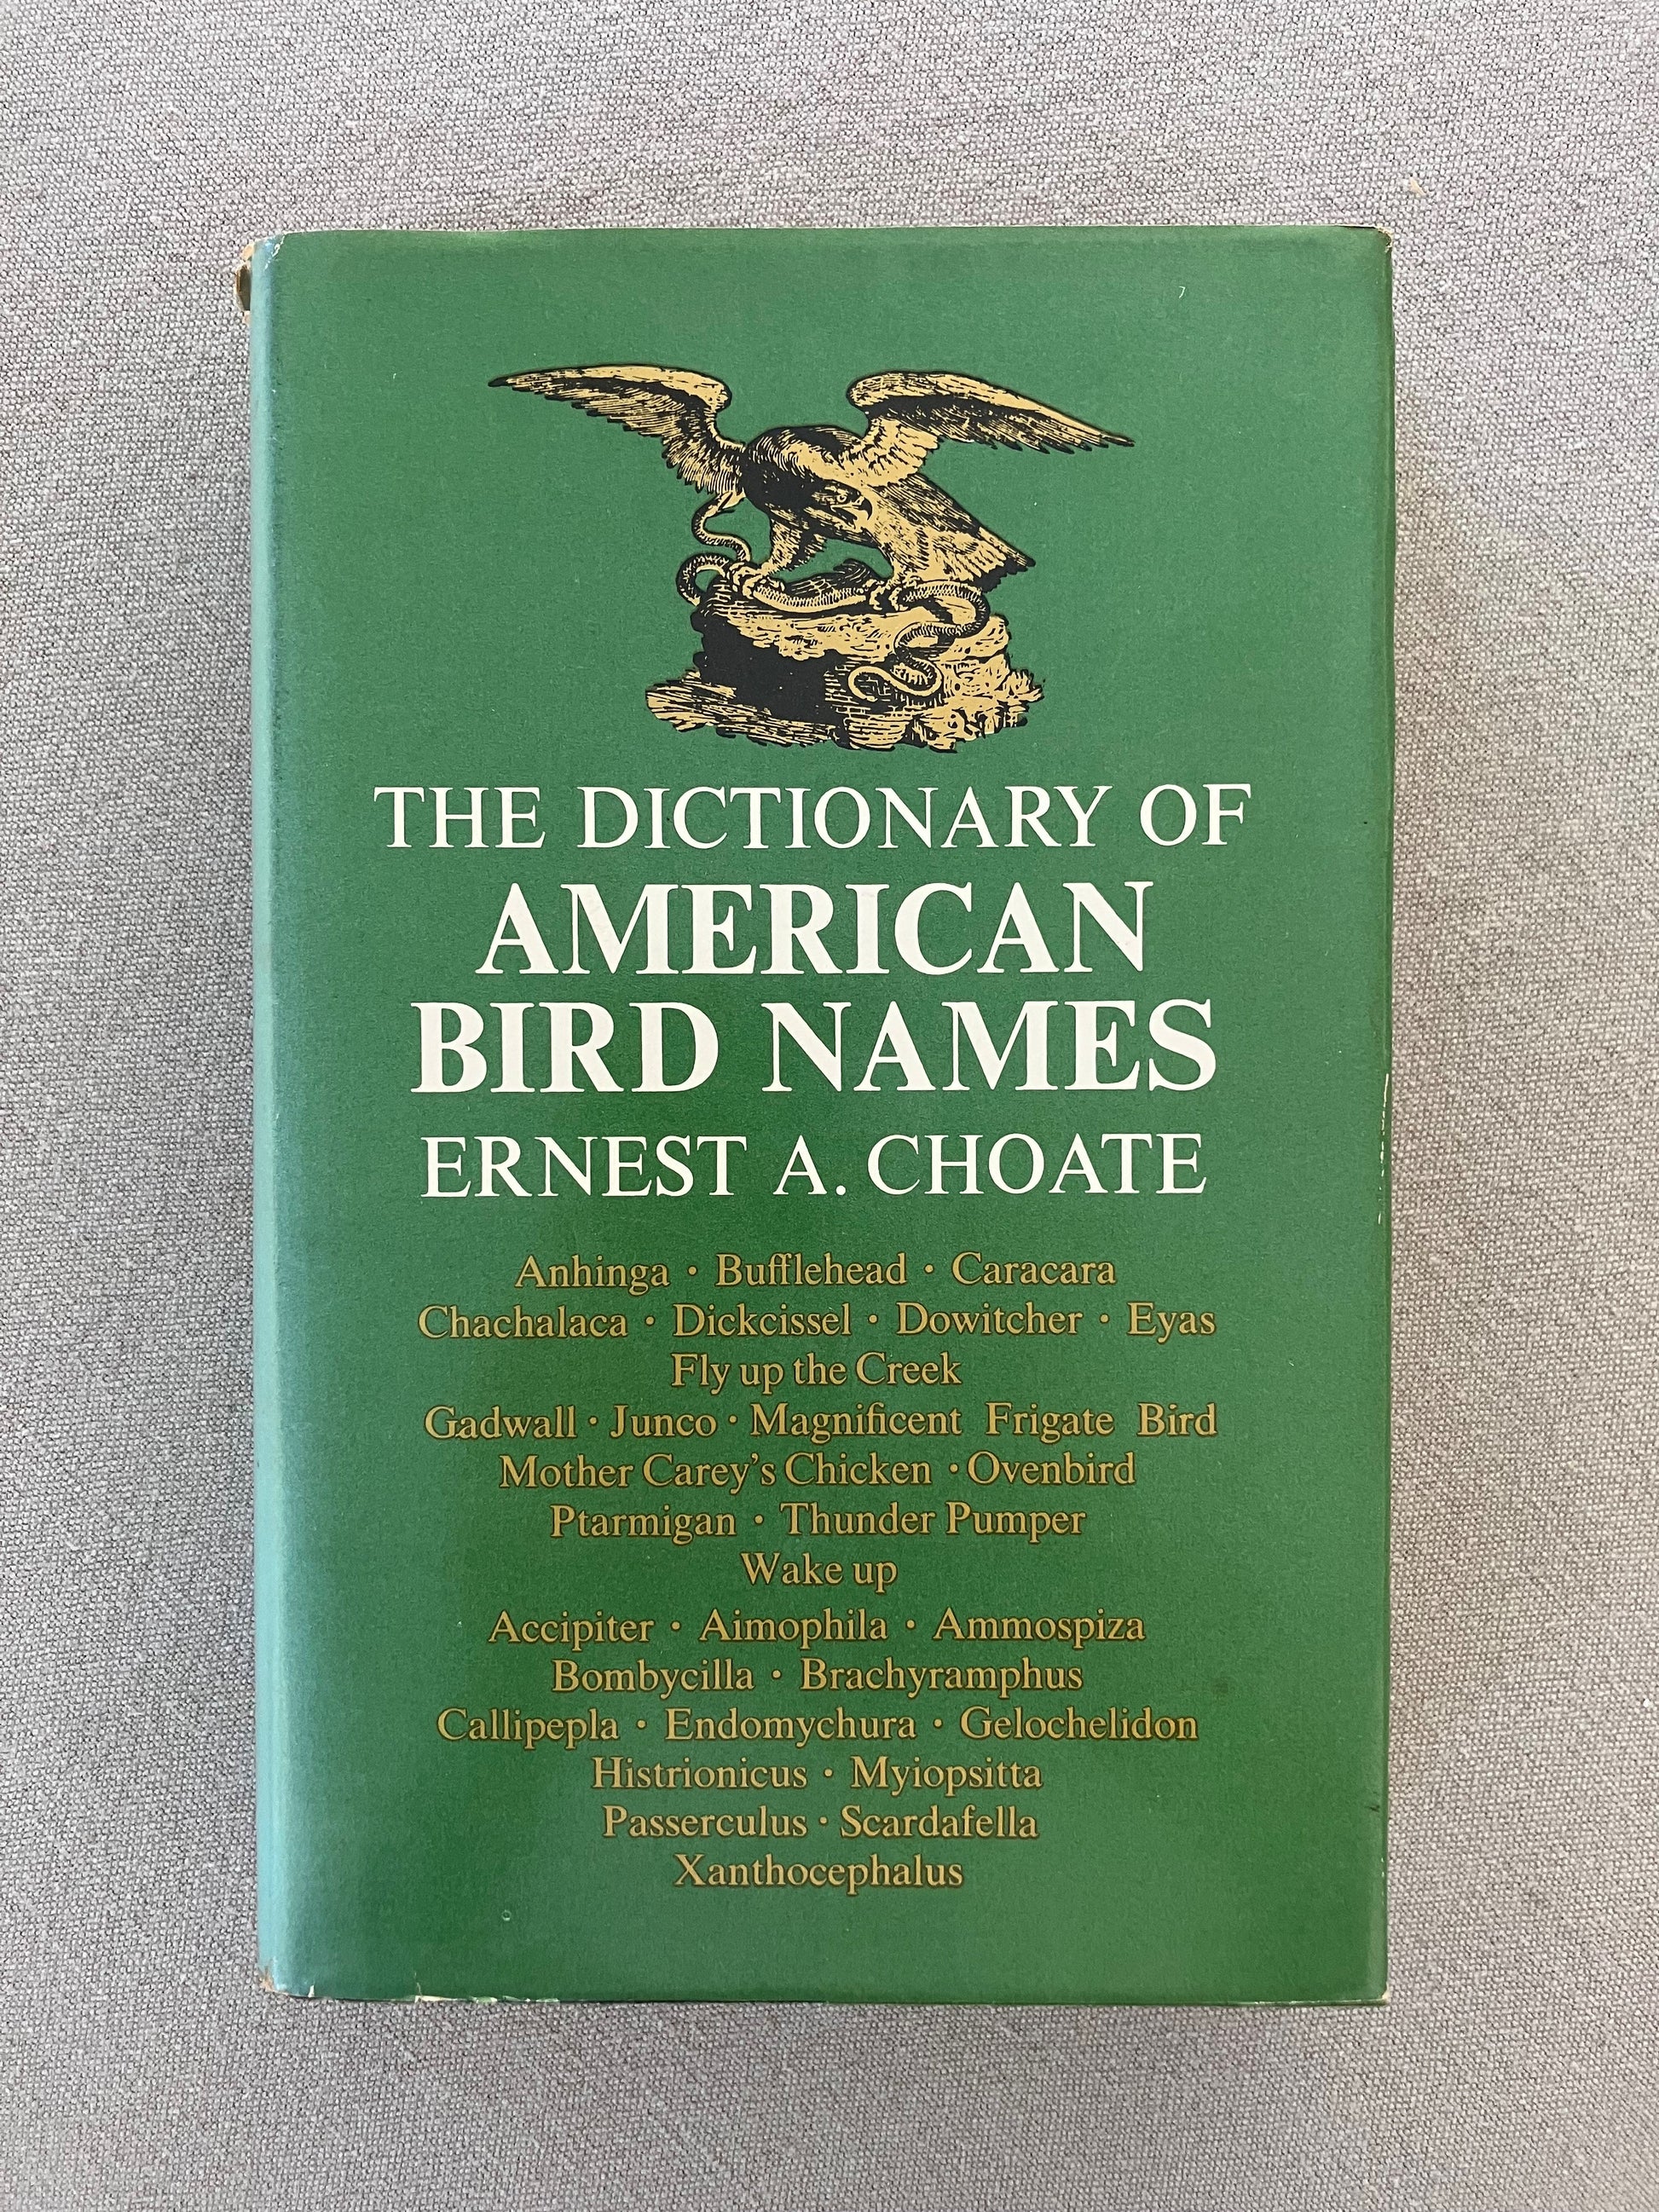 THE DICTIONARY OF
AMERICAN
BIRD NAMES
ERNEST A. CHOATE
Anhinga • Bufflehead • Caracara
Chachalaca • Dickcissel • Dowitcher • Eyas
Fly up the Creek
Gadwall • Junco • Magnificent Frigate Bird
Mother Carey's Chicken • Ovenbird
Ptarmigan • Thunder Pumper
Wake up
Accipiter • Aimophila • Ammospiza
Bombycilla • Brachyramphus
Callipepla • Endomychura • Gelochelidon
Histrionicus • Myiopsitta
Passerculus • Scardafella
Xanthocephalus